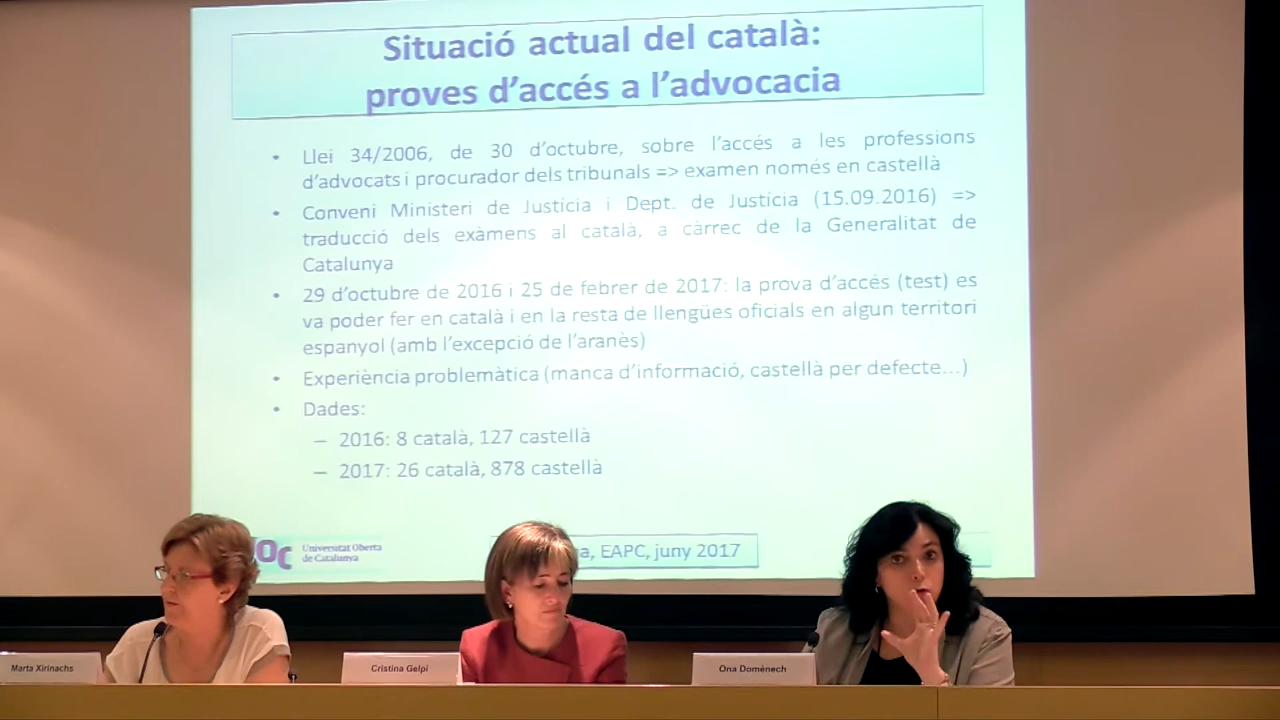 Situació actual del català:
proves d'accés a l'advocacia
• Llei 34/2006, de 30 d'octubre, sobre l'accés a les professions
d'advocats i procurador dels tribunals => examen només en castellà
• Conveni Ministeri de Justícia i Dept. de Justícia (15.09.2016) =>
traducció dels exàmens al català, a càrrec de la Generalitat de
Catalunya
• 29 d'octubre de 2016 i 25 de febrer de 2017: la prova d'accés (test) es
va poder fer en català i en la resta de llengües oficials en algun territori
espanyol (amb l'excepció de l'aranès)
• Experiència problemàtica (manca d'informació, castellà per defecte...)
• Dades:
– 2016: 8 català, 127 castellà
– 2017: 26 català, 878 castellà
Universitat Oberta
de Catalunya
EAPC, juny 2017
Marta Xirinachs
Cristina Gelpí
Ona Domènech